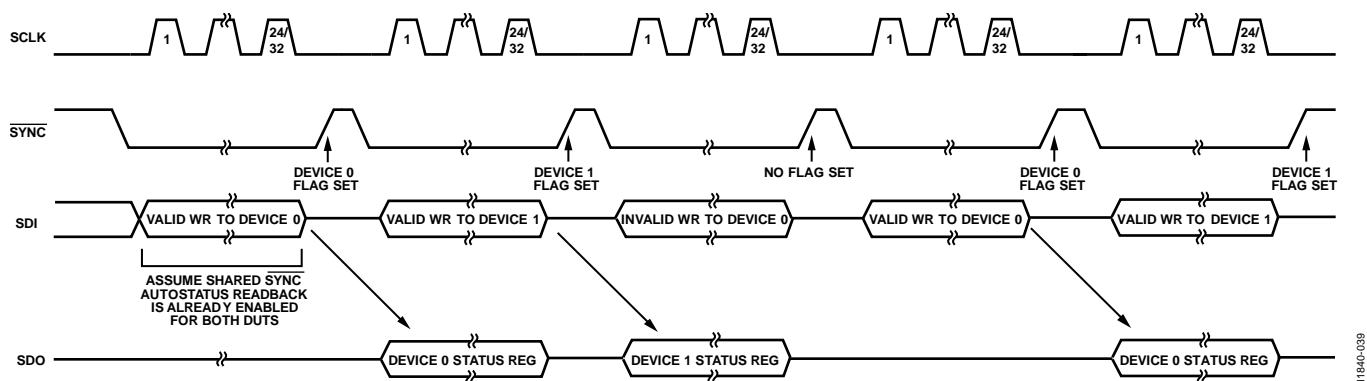 SCLK
1
24/
32
1
24/
32
1
24/
32
1
24/
32
1
24/
32
SYNC
DEVICE 0
FLAG SET
DEVICE 1
FLAG SET
NO FLAG SET
DEVICE 0
FLAG SET
DEVICE 1
FLAG SET
SDI
VALID WR TO DEVICE 0
VALID WR TO DEVICE 1
INVALID WR TO DEVICE 0
VALID WR TO DEVICE 0
VALID WR TO DEVICE 1
ASSUME SHARED SYNC
AUTOSTATUS READBACK
IS ALREADY ENABLED
FOR BOTH DUTS
SDO
DEVICE 0 STATUS REG
DEVICE 1 STATUS REG
DEVICE 0 STATUS REG